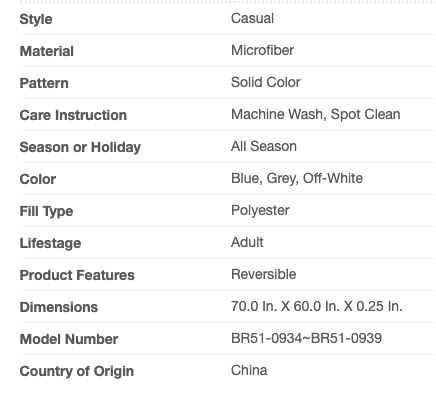 Style Casual
Material Microfiber
Pattern Solid Color
Care Instruction Machine Wash, Spot Clean
Season or Holiday All Season
Color Blue, Grey, Off-White
Fill Type Polyester
Lifestage Adult
Product Features Reversible
Dimensions 70.0 In. X 60.0 In. X 0.25 In.
Model Number BR51-0934~BR51-0939
Country of Origin China